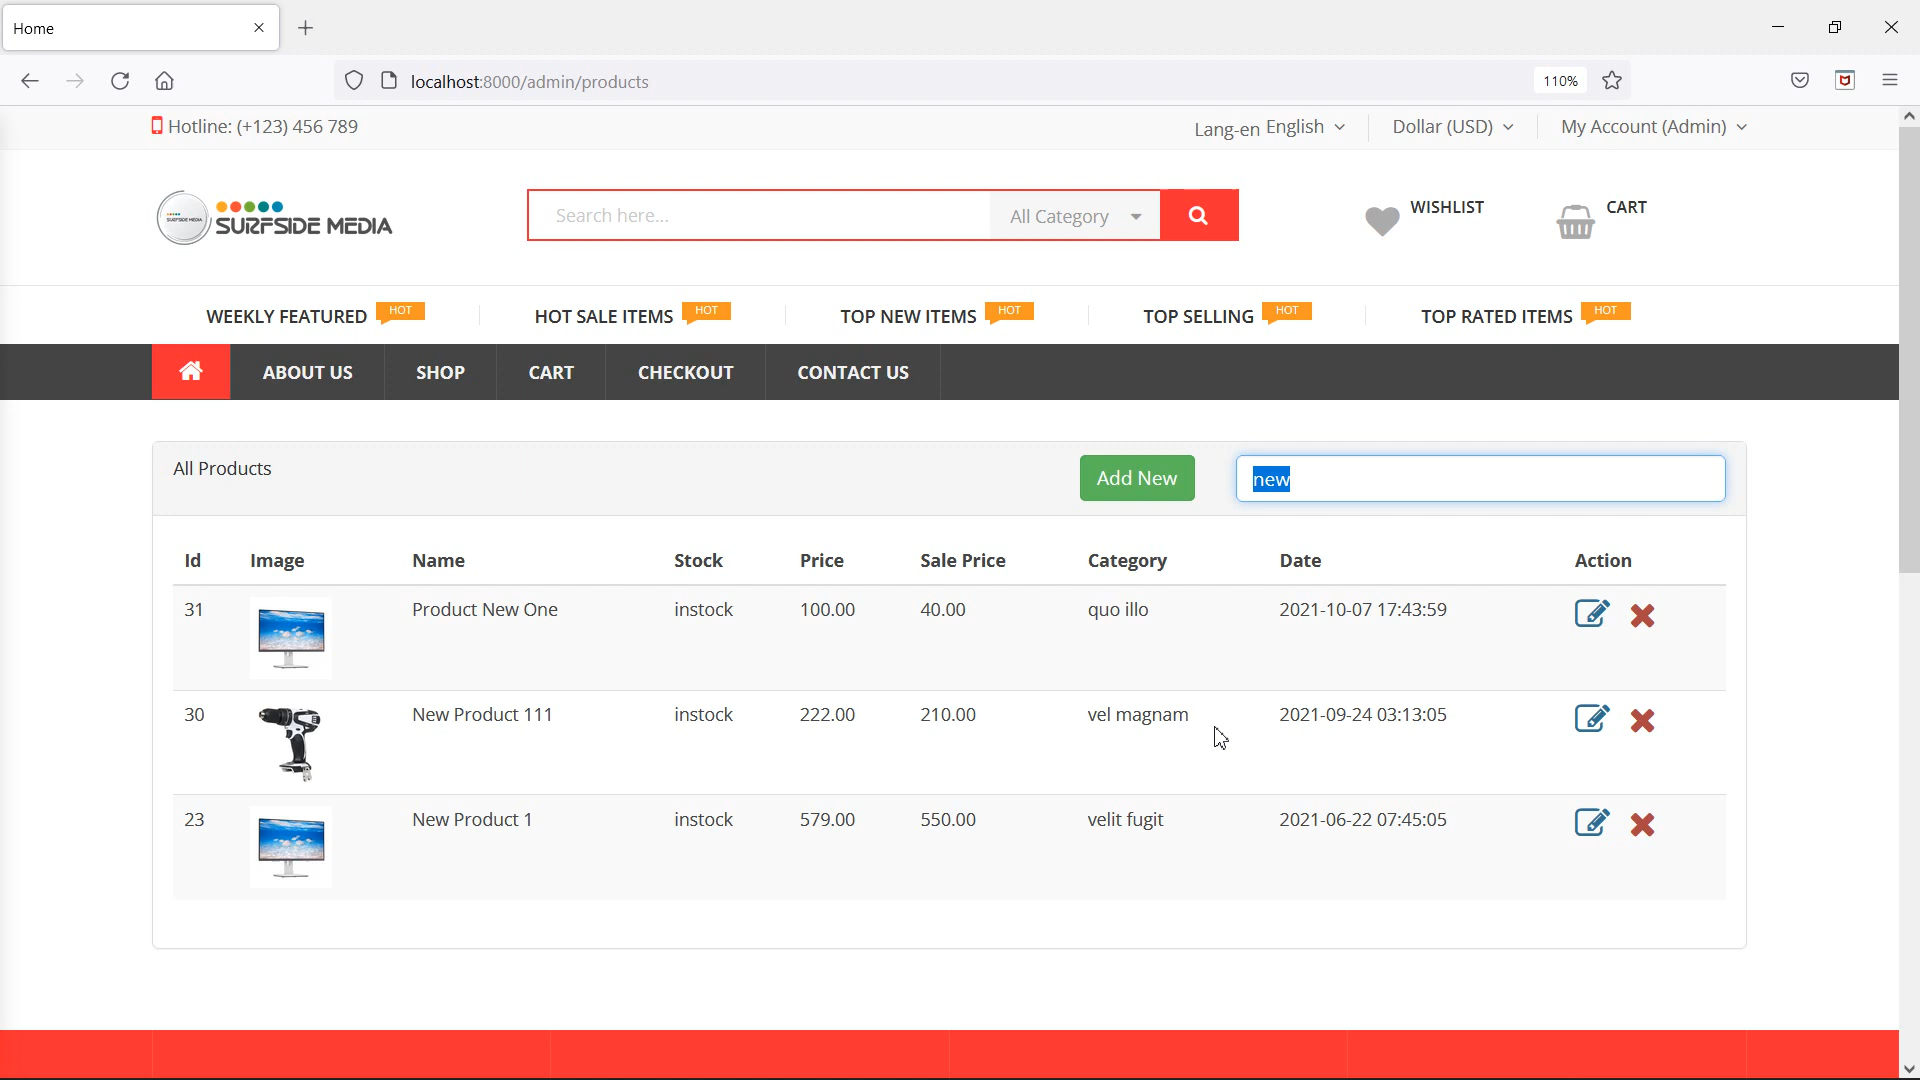 Home
localhost:8000/admin/products
110%
Hotline: (+123) 456 789
Lang-en English
Dollar (USD)
My Account (Admin)
SURFSIDE MEDIA
Search here...
All Category
WISHLIST
CART
WEEKLY FEATURED HOT
HOT SALE ITEMS HOT
TOP NEW ITEMS HOT
TOP SELLING HOT
TOP RATED ITEMS HOT
ABOUT US
SHOP
CART
CHECKOUT
CONTACT US
All Products
Add New
new
Id Image Name Stock Price Sale Price Category Date Action
31 Product New One instock 100.00 40.00 quo illo 2021-10-07 17:43:59
30 New Product 111 instock 222.00 210.00 vel magnam 2021-09-24 03:13:05
23 New Product 1 instock 579.00 550.00 velit fugit 2021-06-22 07:45:05